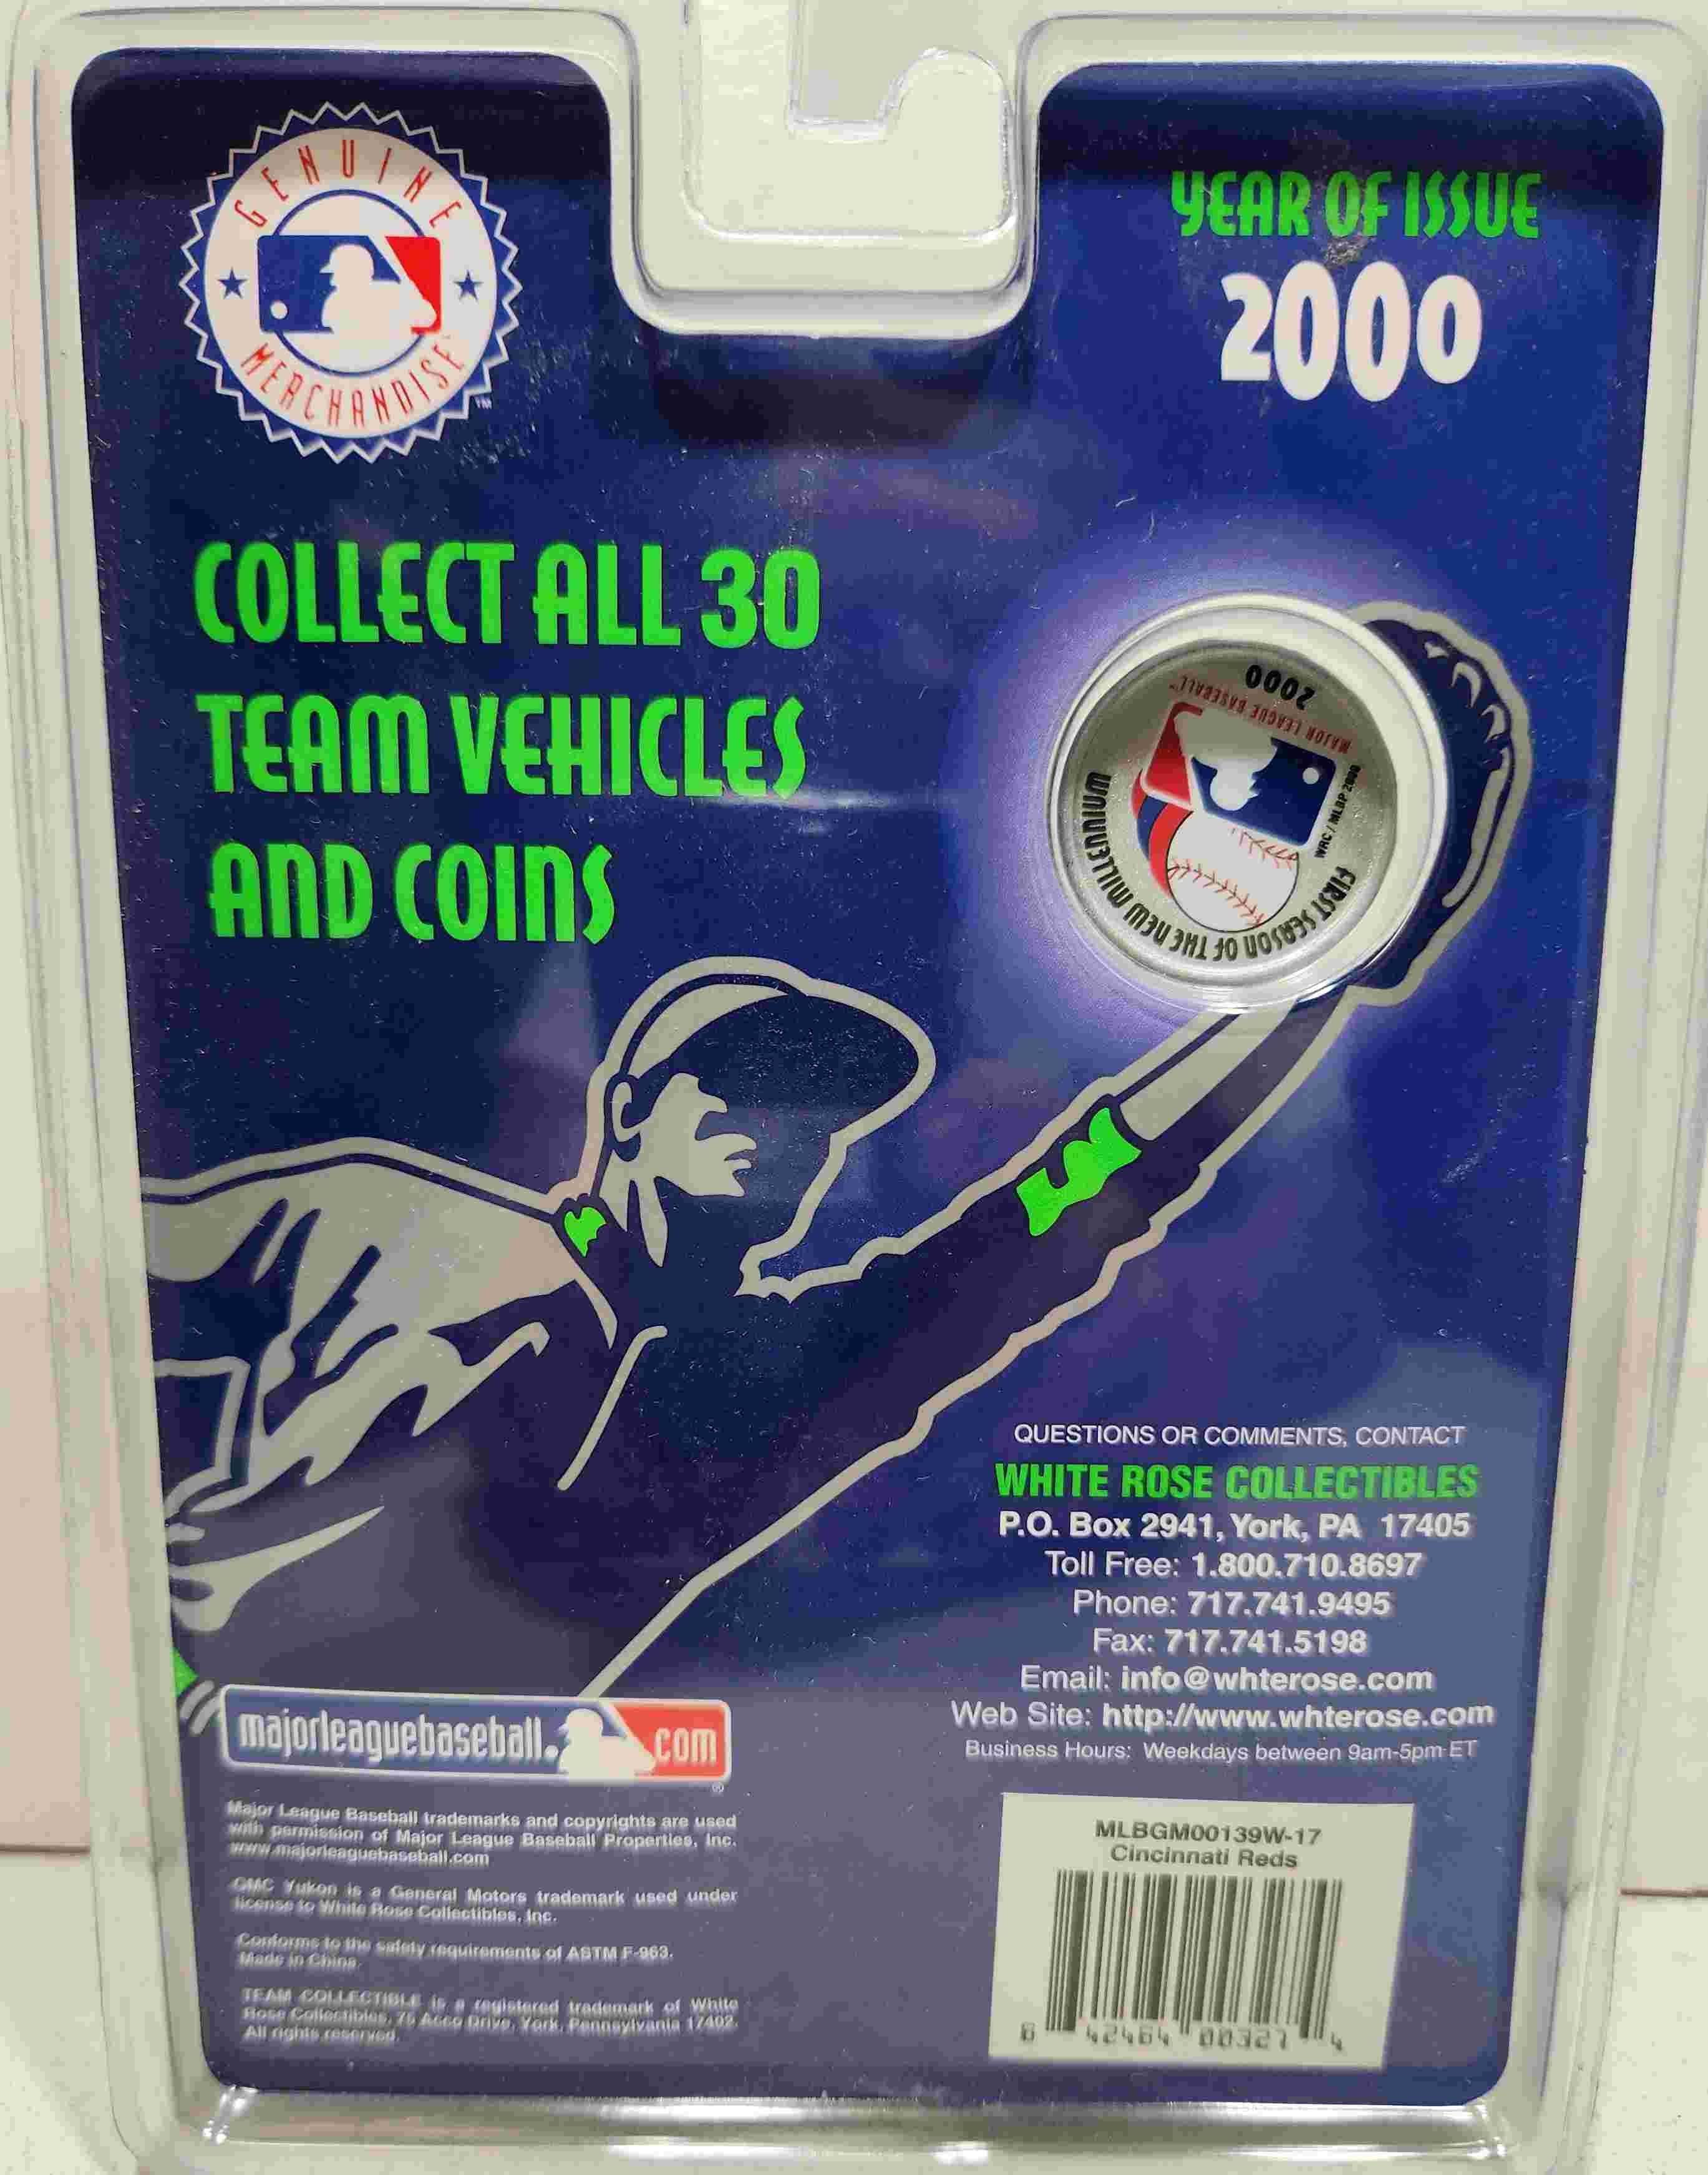 GENUINE
MERCHANDISE
™
YEAR OF ISSUE
2000
COLLECT ALL 30
TEAM VEHICLES
AND COINS
FIRST SEASON OF THE NEW MILLENNIUM
WRC / MLBP 2000
MAJOR LEAGUE BASEBALL™
2000
QUESTIONS OR COMMENTS, CONTACT
WHITE ROSE COLLECTIBLES
P.O. Box 2941, York, PA 17405
Toll Free: 1.800.710.8697
Phone: 717.741.9495
Fax: 717.741.5198
Email: info@whterose.com
Web Site: http://www.whterose.com
Business Hours: Weekdays between 9am-5pm ET
majorleaguebaseball.com
®
Major League Baseball trademarks and copyrights are used
with permission of Major League Baseball Properties, Inc.
www.majorleaguebaseball.com
GMC Yukon is a General Motors trademark used under
license to White Rose Collectibles, Inc.
Conforms to the safety requirements of ASTM F-963.
Made in China.
TEAM COLLECTIBLE is a registered trademark of White
Rose Collectibles, 75 Acco Drive, York, Pennsylvania 17402.
All rights reserved.
MLBGM00139W-17
Cincinnati Reds
6 42464 00327 4